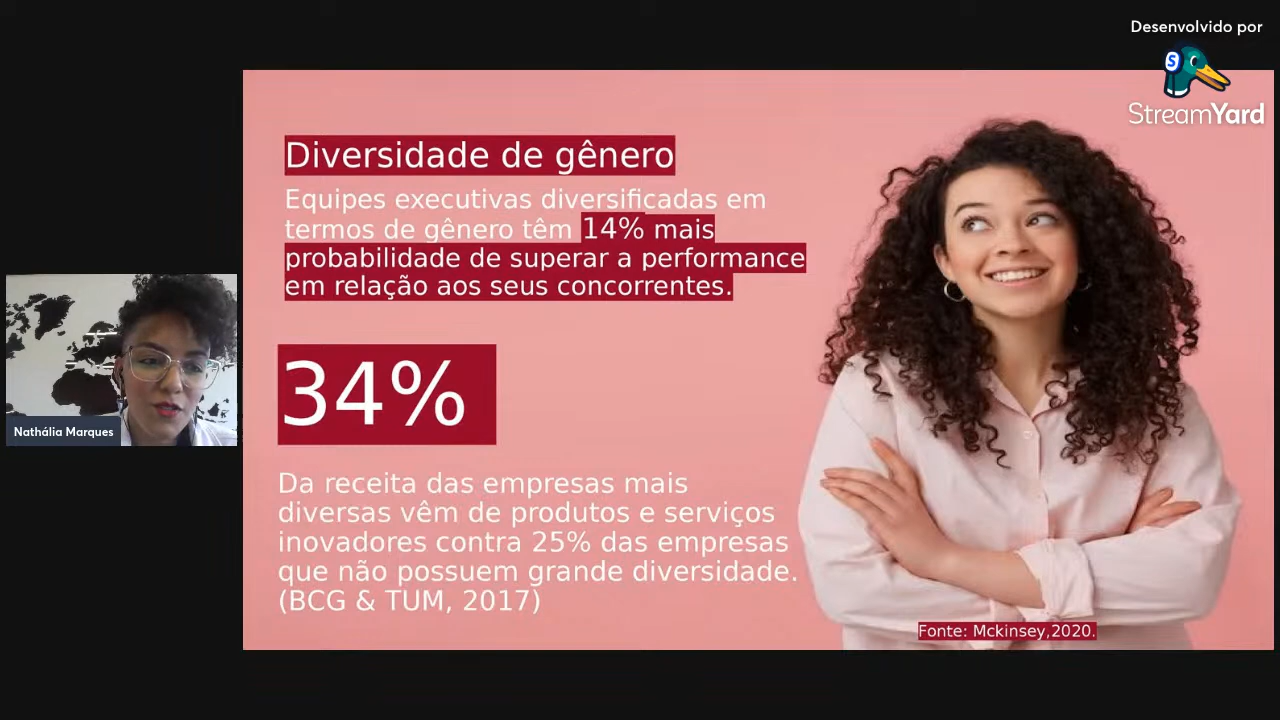 Desenvolvido por
S
StreamYard
Diversidade de gênero
Equipes executivas diversificadas em
termos de gênero têm 14% mais
probabilidade de superar a performance
em relação aos seus concorrentes.
34%
Da receita das empresas mais
diversas vêm de produtos e serviços
inovadores contra 25% das empresas
que não possuem grande diversidade.
(BCG & TUM, 2017)
Fonte: Mckinsey,2020.
Nathália Marques